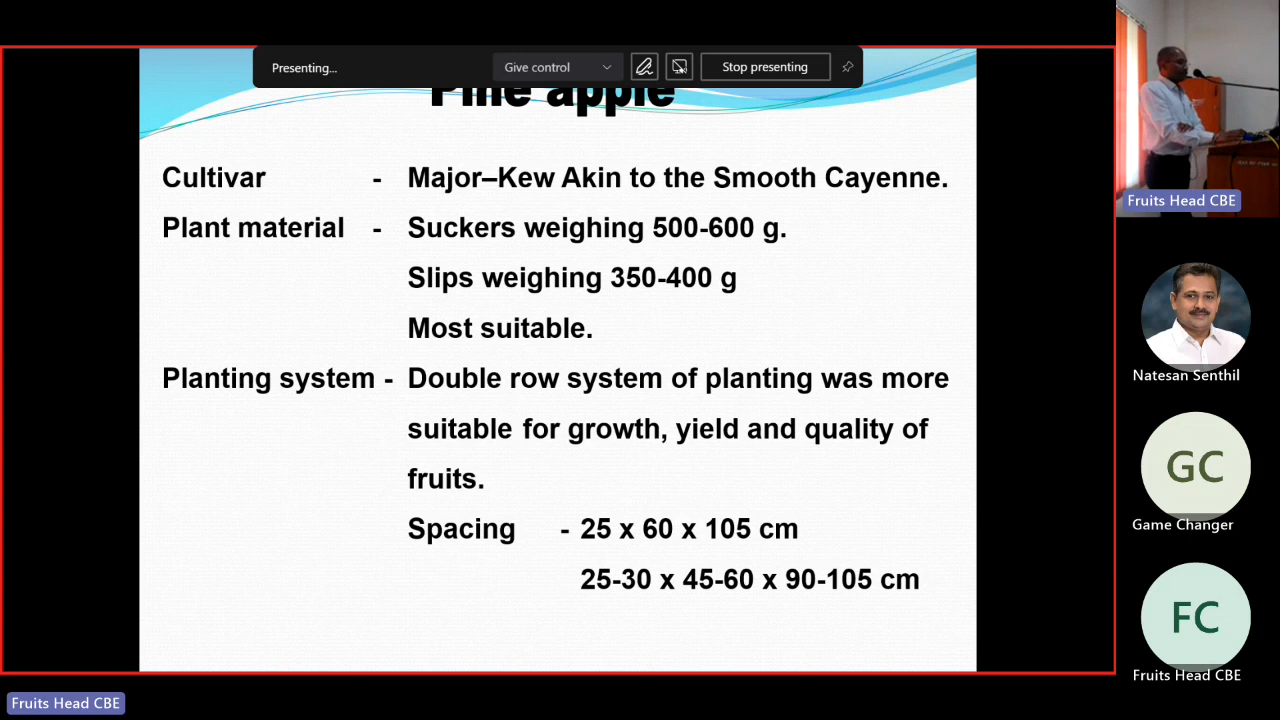 Presenting...
Give control
Stop presenting
Pine apple
Cultivar - Major–Kew Akin to the Smooth Cayenne.
Plant material - Suckers weighing 500-600 g.
Slips weighing 350-400 g
Most suitable.
Planting system - Double row system of planting was more
suitable for growth, yield and quality of
fruits.
Spacing - 25 x 60 x 105 cm
25-30 x 45-60 x 90-105 cm
Fruits Head CBE
Natesan Senthil
GC
Game Changer
FC
Fruits Head CBE
Fruits Head CBE